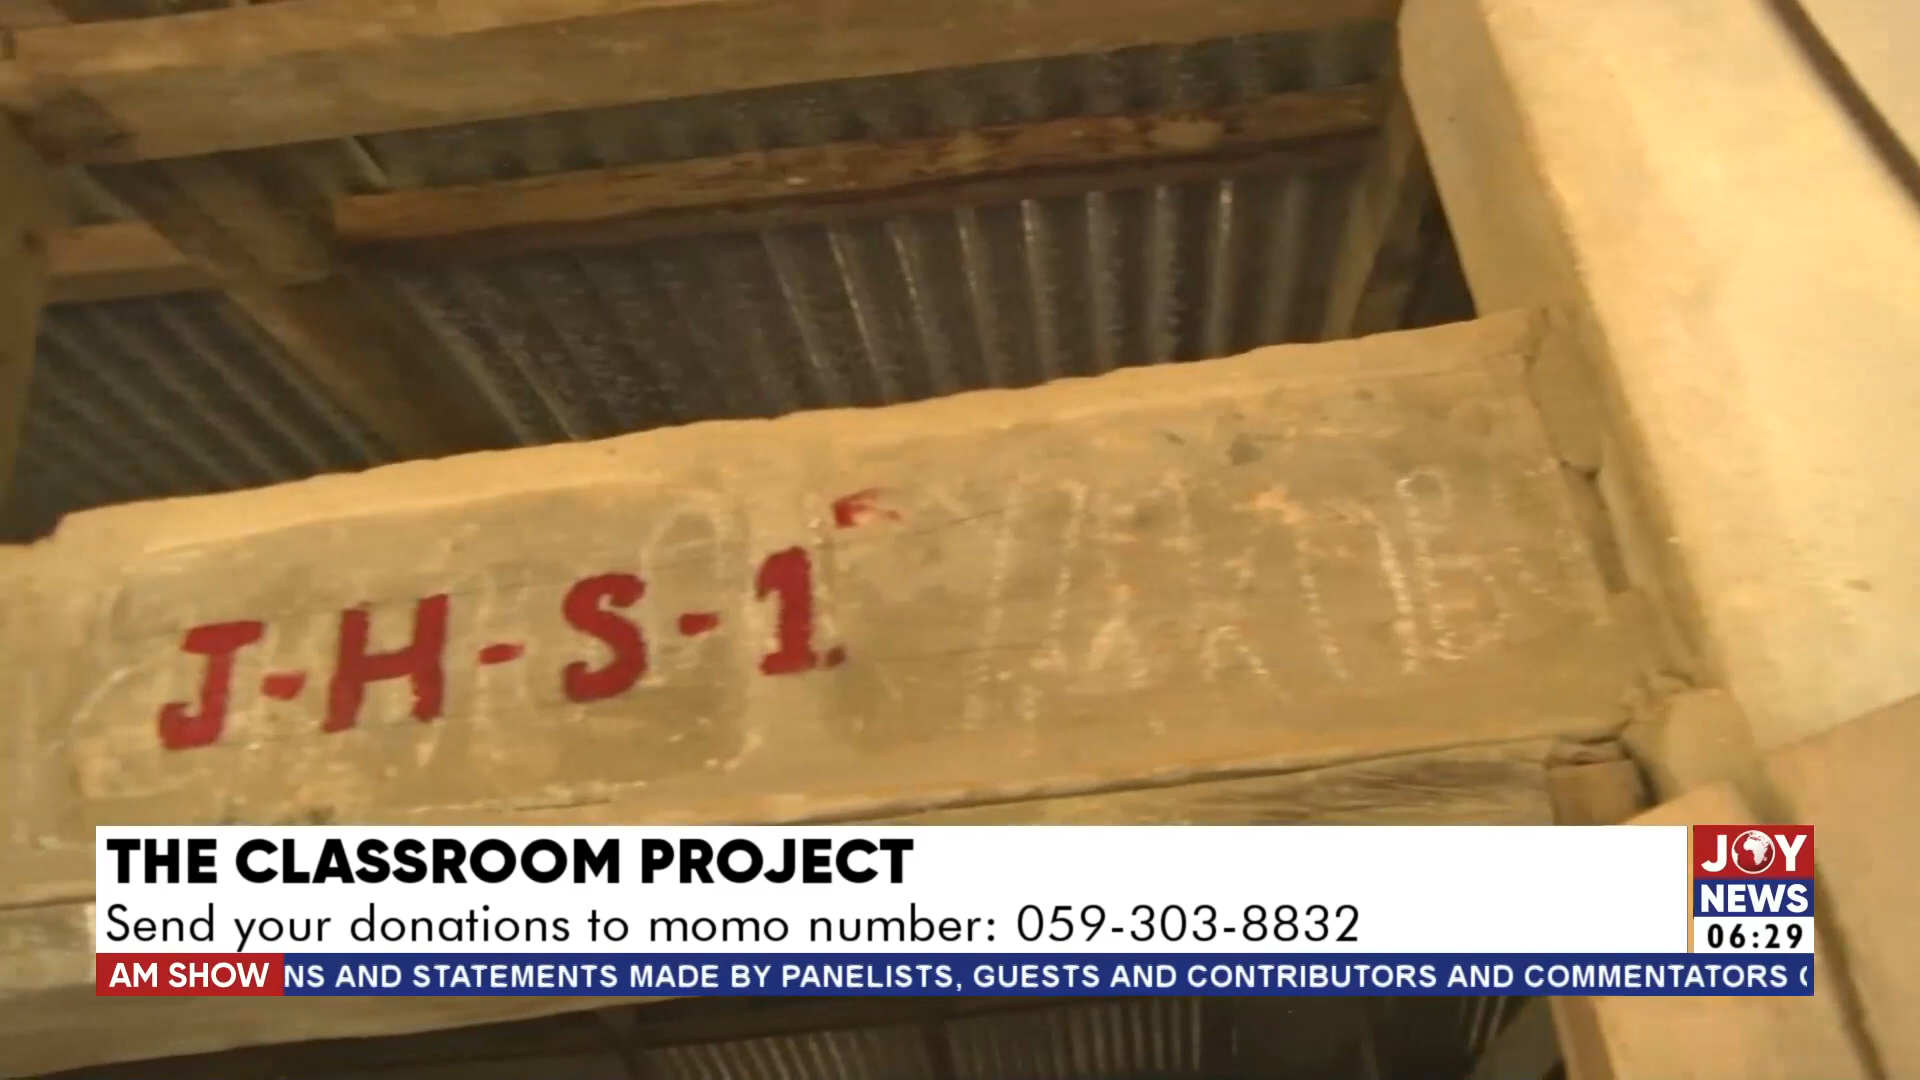 J-H-S-1
THE CLASSROOM PROJECT
Send your donations to momo number: 059-303-8832
JOY
NEWS
06:29
AM SHOW
NS AND STATEMENTS MADE BY PANELISTS, GUESTS AND CONTRIBUTORS AND COMMENTATORS